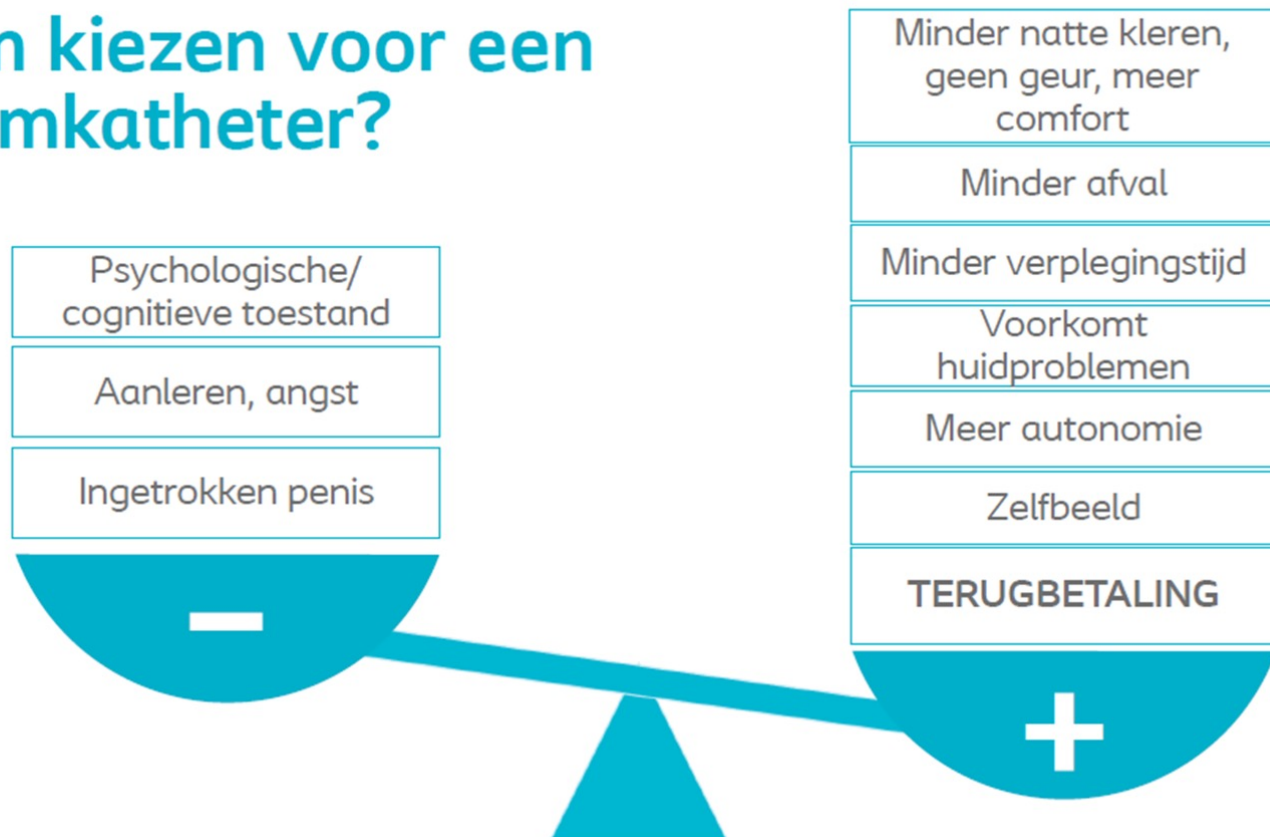 kiezen voor een
mkatheter?
Psychologische/
cognitieve toestand
Aanleren, angst
Ingetrokken penis
−
Minder natte kleren,
geen geur, meer
comfort
Minder afval
Minder verplegingstijd
Voorkomt
huidproblemen
Meer autonomie
Zelfbeeld
TERUGBETALING
+